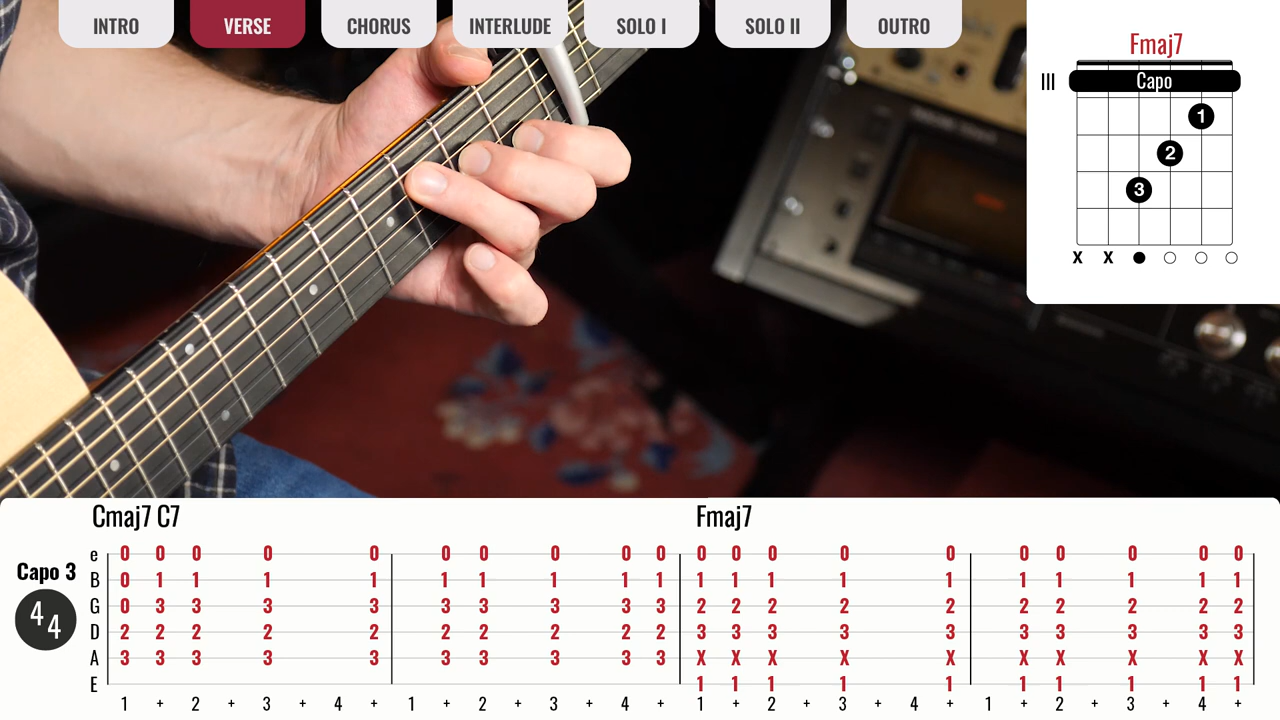 INTRO VERSE CHORUS INTERLUDE SOLO I SOLO II OUTRO
Fmaj7
III Capo
1
2
3
X X
Cmaj7 C7 Fmaj7
Capo 3
4
4
e 0 0 0 0 0 0 0 0 0 0 0 0 0 0 0 0 0 0 0 0
B 0 1 1 1 1 1 1 1 1 1 1 1 1 1 1 1 1 1 1 1
G 0 3 3 3 3 3 3 3 3 3 2 2 2 2 2 2 2 2 2 2
D 2 2 2 2 2 2 2 2 2 2 3 3 3 3 3 3 3 3 3 3
A 3 3 3 3 3 3 3 3 3 3 X X X X X X X X X X
E 1 1 1 1 1 1 1 1 1 1
1 + 2 + 3 + 4 + 1 + 2 + 3 + 4 + 1 + 2 + 3 + 4 + 1 + 2 + 3 + 4 +